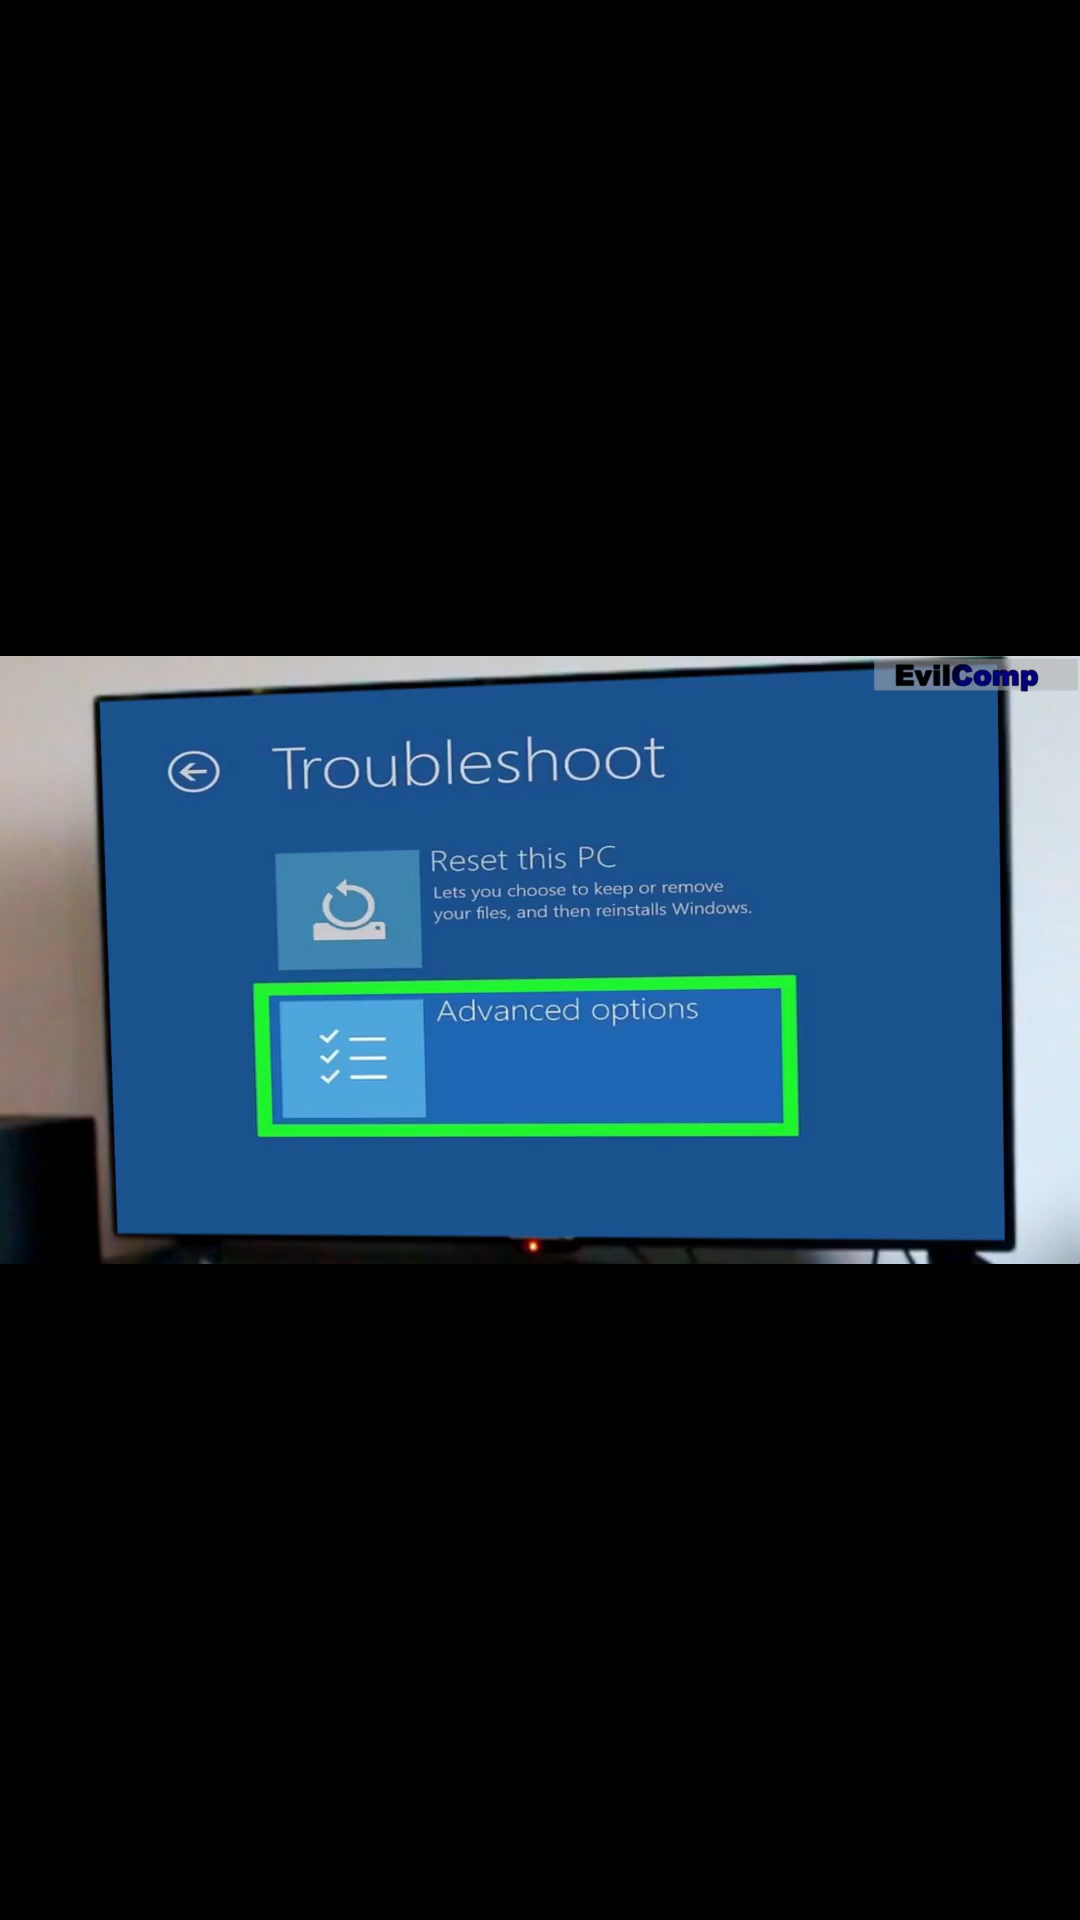 EvilComp
Troubleshoot
Reset this PC
Lets you choose to keep or remove
your files, and then reinstalls Windows.
Advanced options